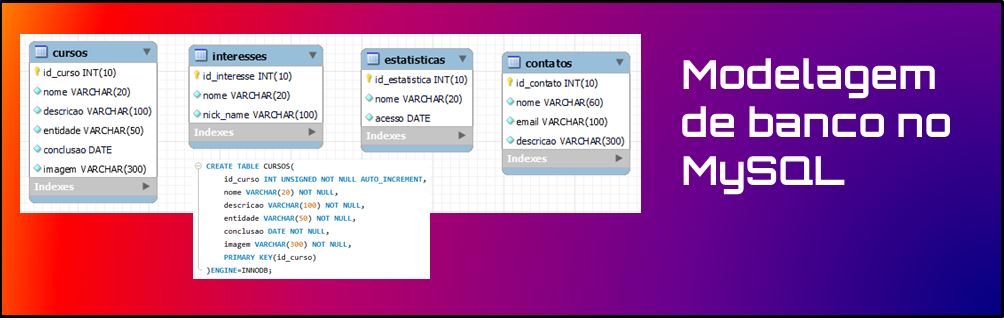 cursos
id_curso INT(10)
nome VARCHAR(20)
descricao VARCHAR(100)
entidade VARCHAR(50)
conclusao DATE
imagem VARCHAR(300)
Indexes
interesses
id_interesse INT(10)
nome VARCHAR(20)
nick_name VARCHAR(100)
Indexes
estatisticas
id_estatistica INT(10)
nome VARCHAR(20)
acesso DATE
Indexes
contatos
id_contato INT(10)
nome VARCHAR(60)
email VARCHAR(100)
descricao VARCHAR(300)
Indexes
CREATE TABLE CURSOS(
id_curso INT UNSIGNED NOT NULL AUTO_INCREMENT,
nome VARCHAR(20) NOT NULL,
descricao VARCHAR(100) NOT NULL,
entidade VARCHAR(50) NOT NULL,
conclusao DATE NOT NULL,
imagem VARCHAR(300) NOT NULL,
PRIMARY KEY(id_curso)
)ENGINE=INNODB;
Modelagem
de banco no
MySQL